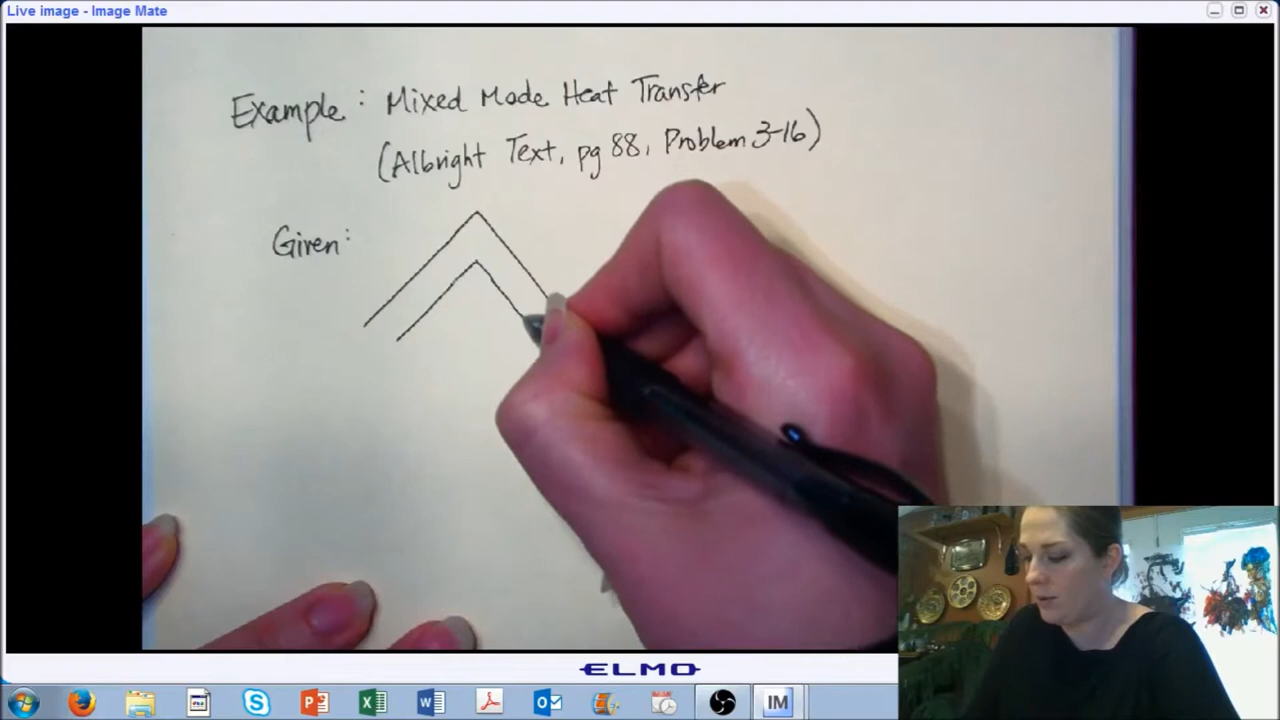 Live image - Image Mate
Example: Mixed Mode Heat Transfer
(Albright Text, pg 88, Problem 3-16)
Given:
ELMO
IM